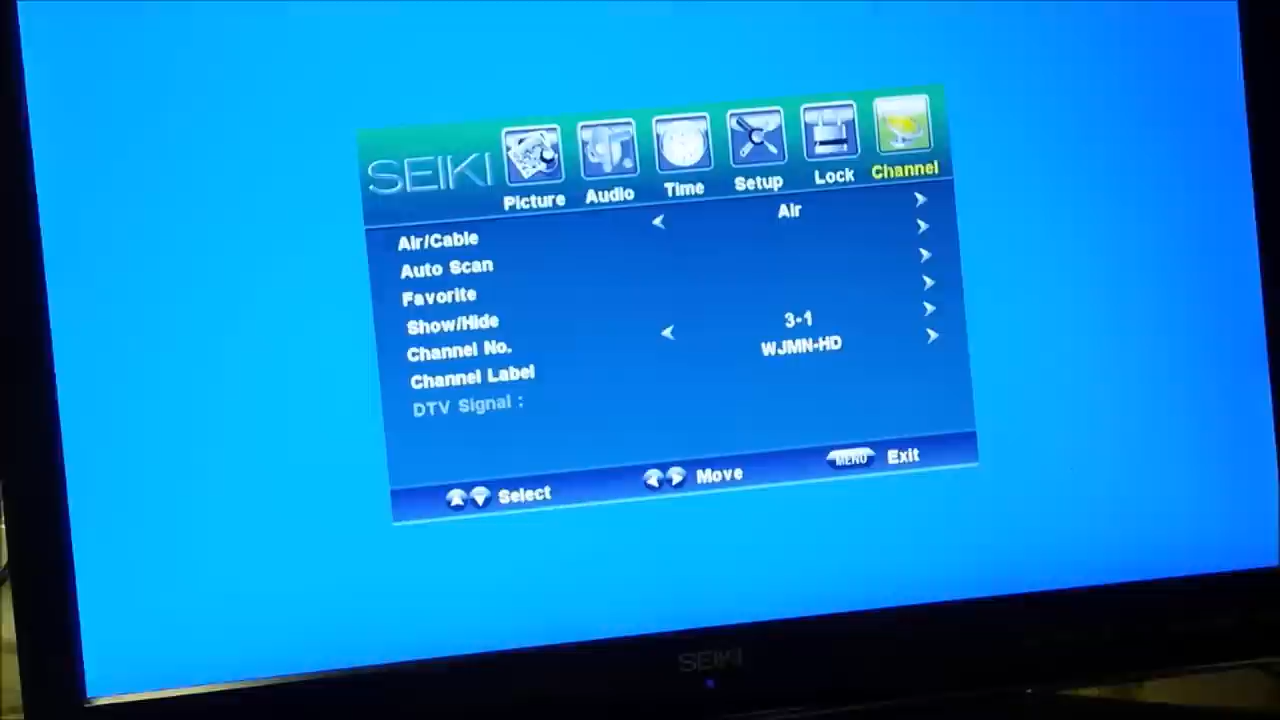 SEIKI
Picture Audio Time Setup Lock Channel
Air/Cable Air
Auto Scan
Favorite
Show/Hide
Channel No. 3-1
Channel Label WJMN-HD
DTV Signal :
Select Move MENU Exit
SEIKI